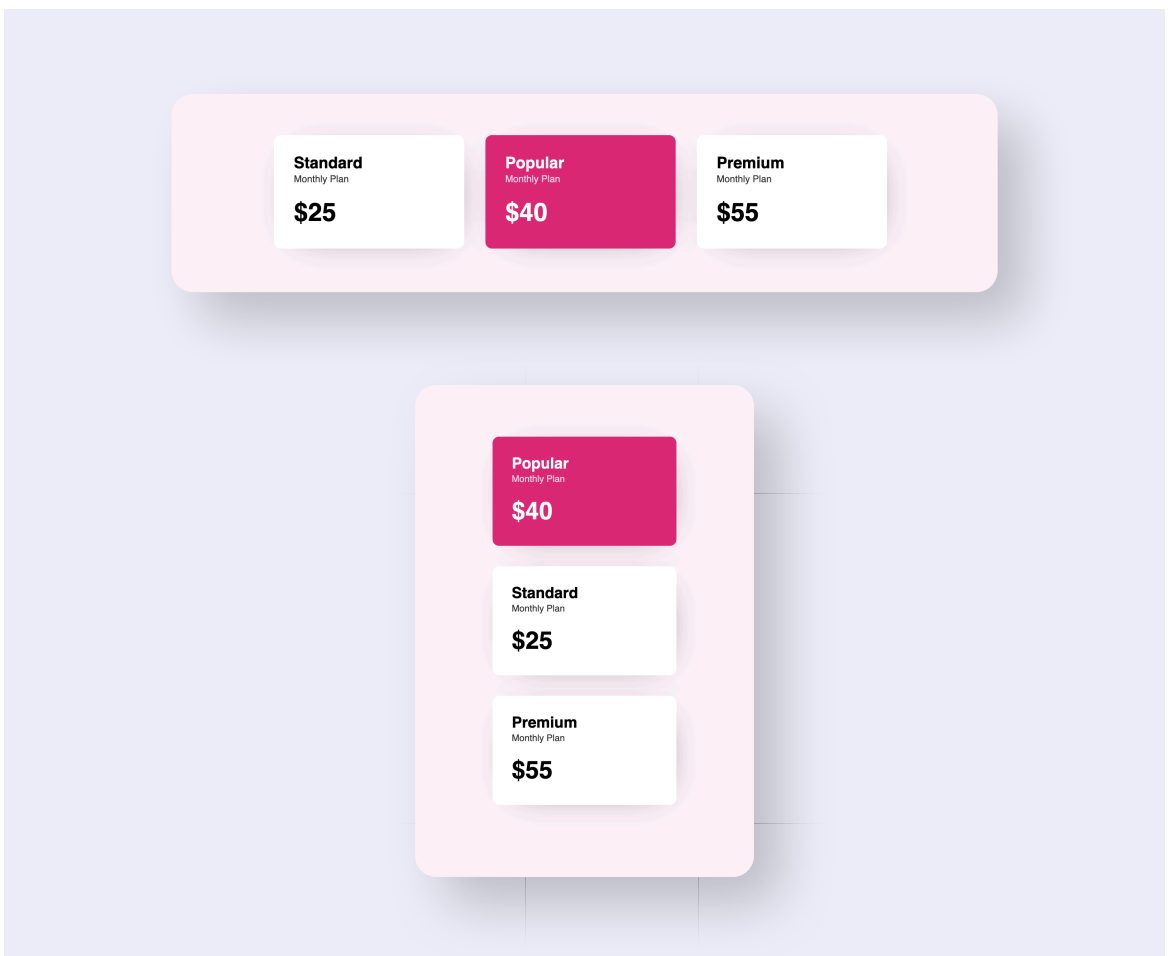 Standard
Monthly Plan
$25
Popular
Monthly Plan
$40
Premium
Monthly Plan
$55
Popular
Monthly Plan
$40
Standard
Monthly Plan
$25
Premium
Monthly Plan
$55